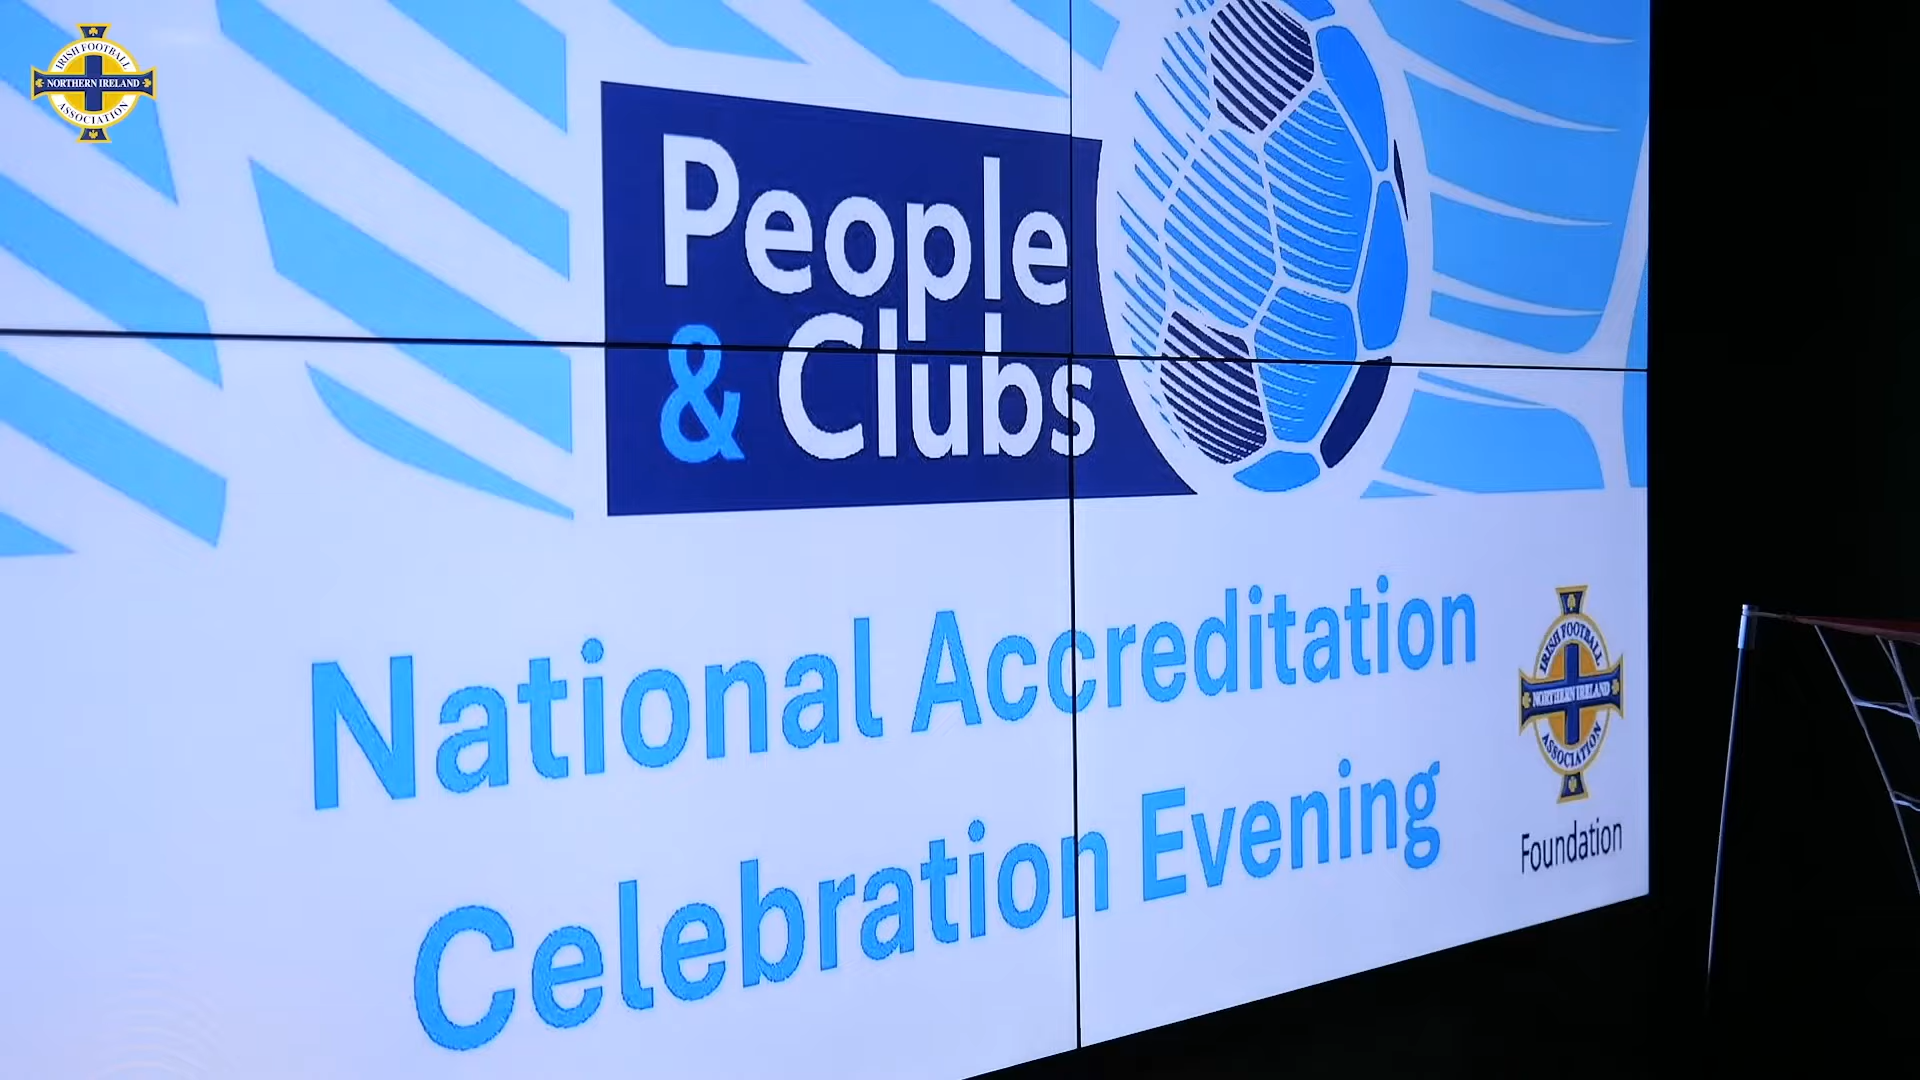 IRISH FOOTBALL
NORTHERN IRELAND
ASSOCIATION
People
& Clubs
National Accreditation
Celebration Evening
IRISH FOOTBALL
NORTHERN IRELAND
ASSOCIATION
Foundation